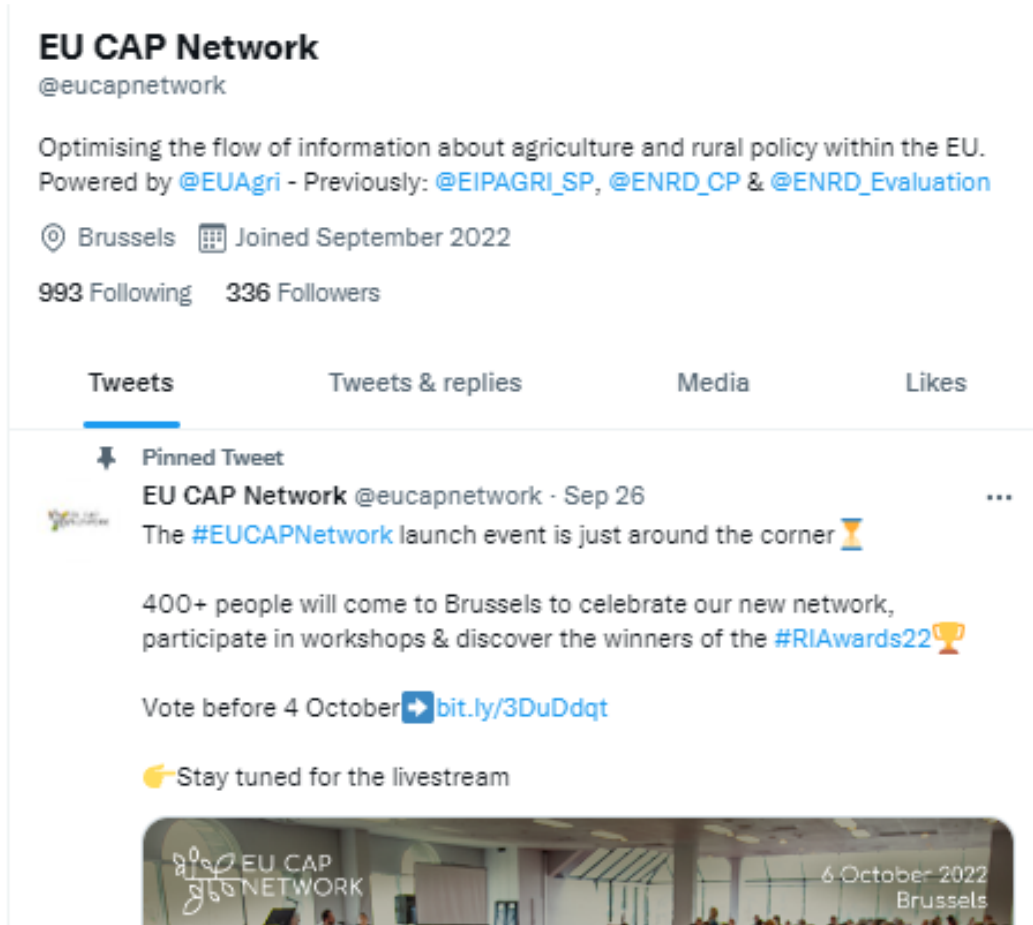 EU CAP Network
@eucapnetwork
Optimising the flow of information about agriculture and rural policy within the EU.
Powered by @EUAgri - Previously: @EIPAGRI_SP, @ENRD_CP & @ENRD_Evaluation
Brussels Joined September 2022
993 Following 336 Followers
Tweets Tweets & replies Media Likes
Pinned Tweet
EU CAP Network @eucapnetwork · Sep 26
The #EUCAPNetwork launch event is just around the corner⏳
400+ people will come to Brussels to celebrate our new network,
participate in workshops & discover the winners of the #RIAwards22🏆
Vote before 4 October➡️bit.ly/3DuDdqt
👉Stay tuned for the livestream
EU CAP
NETWORK
6 October 2022
Brussels